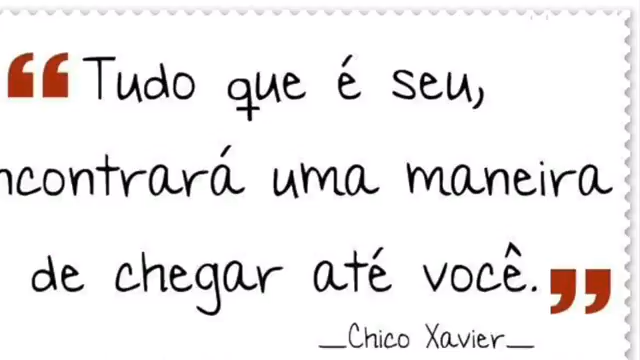 “Tudo que é seu,
ncontrará uma maneira
de chegar até você.”
_Chico Xavier_